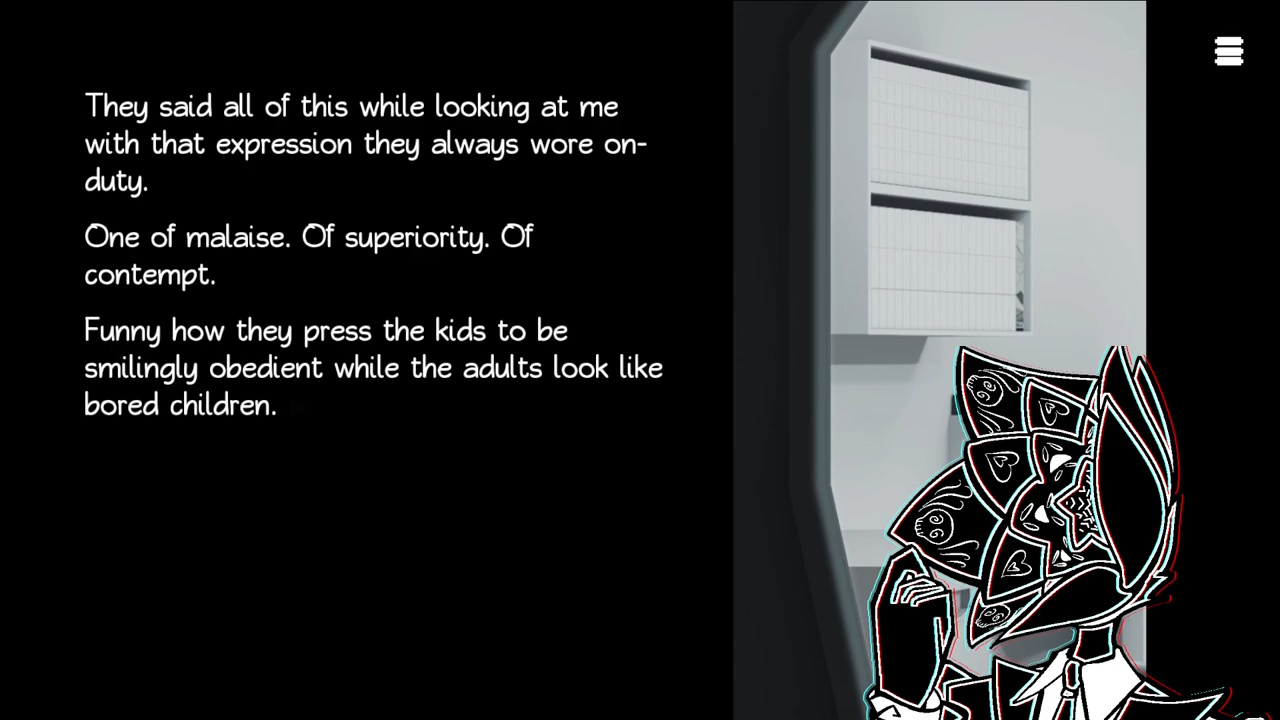 They said all of this while looking at me
with that expression they always wore on-
duty.
One of malaise. Of superiority. Of
contempt.
Funny how they press the kids to be
smilingly obedient while the adults look like
bored children.